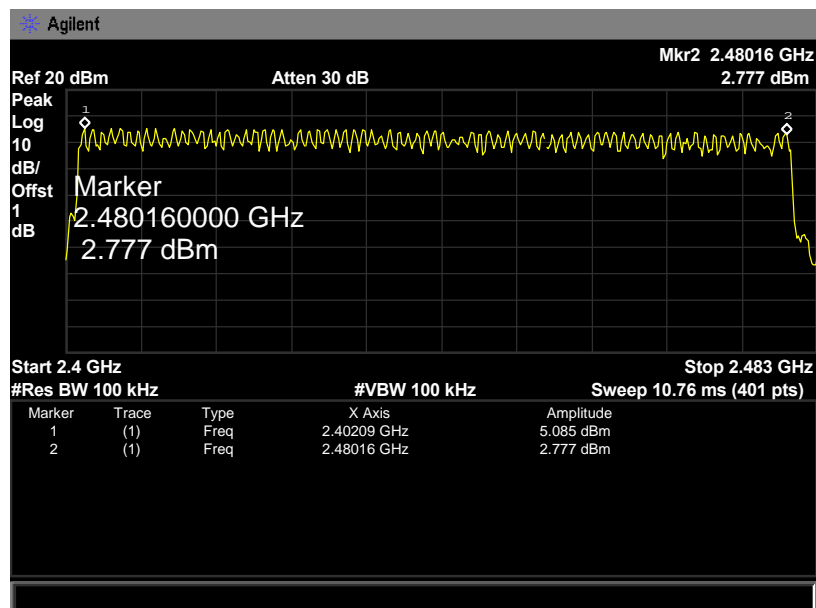 Agilent
Mkr2 2.48016 GHz
Ref 20 dBm Atten 30 dB 2.777 dBm
Peak
Log
10
dB/
Offst
1
dB
1
2
Marker
2.480160000 GHz
2.777 dBm
Start 2.4 GHz Stop 2.483 GHz
#Res BW 100 kHz #VBW 100 kHz Sweep 10.76 ms (401 pts)
Marker Trace Type X Axis Amplitude
1 (1) Freq 2.40209 GHz 5.085 dBm
2 (1) Freq 2.48016 GHz 2.777 dBm